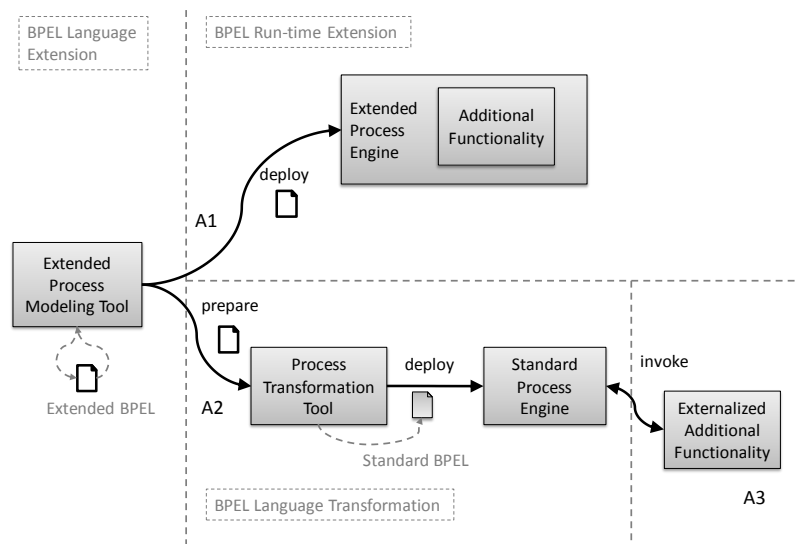 BPEL Language
Extension
BPEL Run-time Extension
Extended
Process
Engine
Additional
Functionality
deploy
A1
Extended
Process
Modeling Tool
Extended BPEL
prepare
A2
Process
Transformation
Tool
deploy
Standard BPEL
Standard
Process
Engine
invoke
Externalized
Additional
Functionality
A3
BPEL Language Transformation